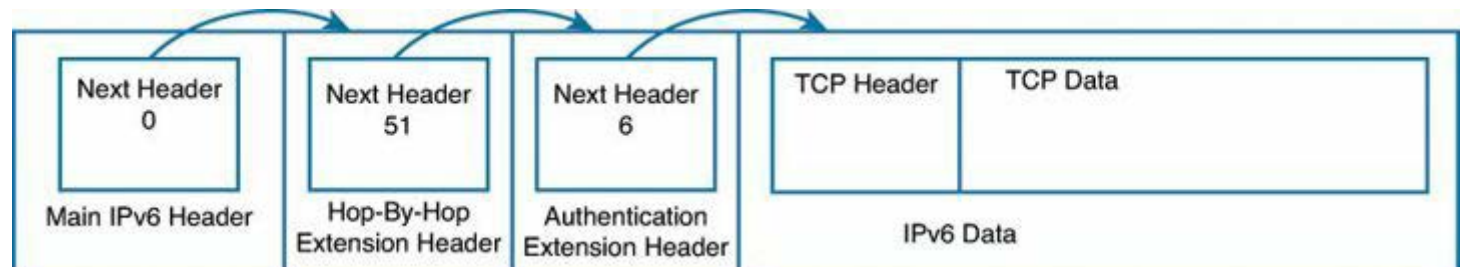 Next Header
0
Main IPv6 Header
Next Header
51
Hop-By-Hop
Extension Header
Next Header
6
Authentication
Extension Header
TCP Header
TCP Data
IPv6 Data